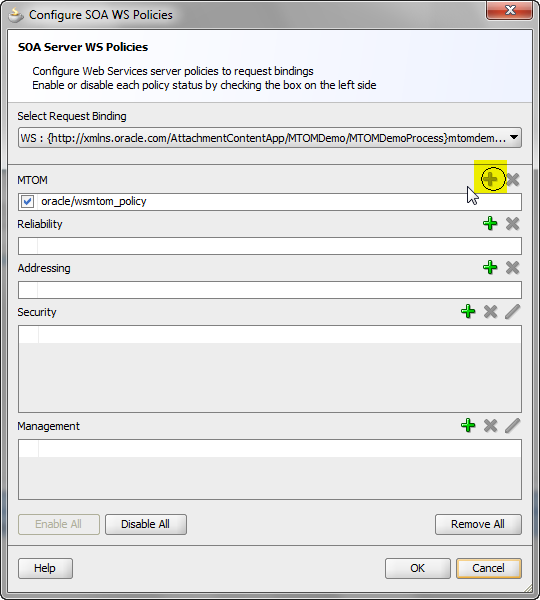 Configure SOA WS Policies
SOA Server WS Policies
Configure Web Services server policies to request bindings
Enable or disable each policy status by checking the box on the left side
Select Request Binding
WS : {http://xmlns.oracle.com/AttachmentContentApp/MTOMDemo/MTOMDemoProcess}mtomdem...
MTOM
oracle/wsmtom_policy
Reliability
Addressing
Security
Management
Enable All Disable All Remove All
Help OK Cancel